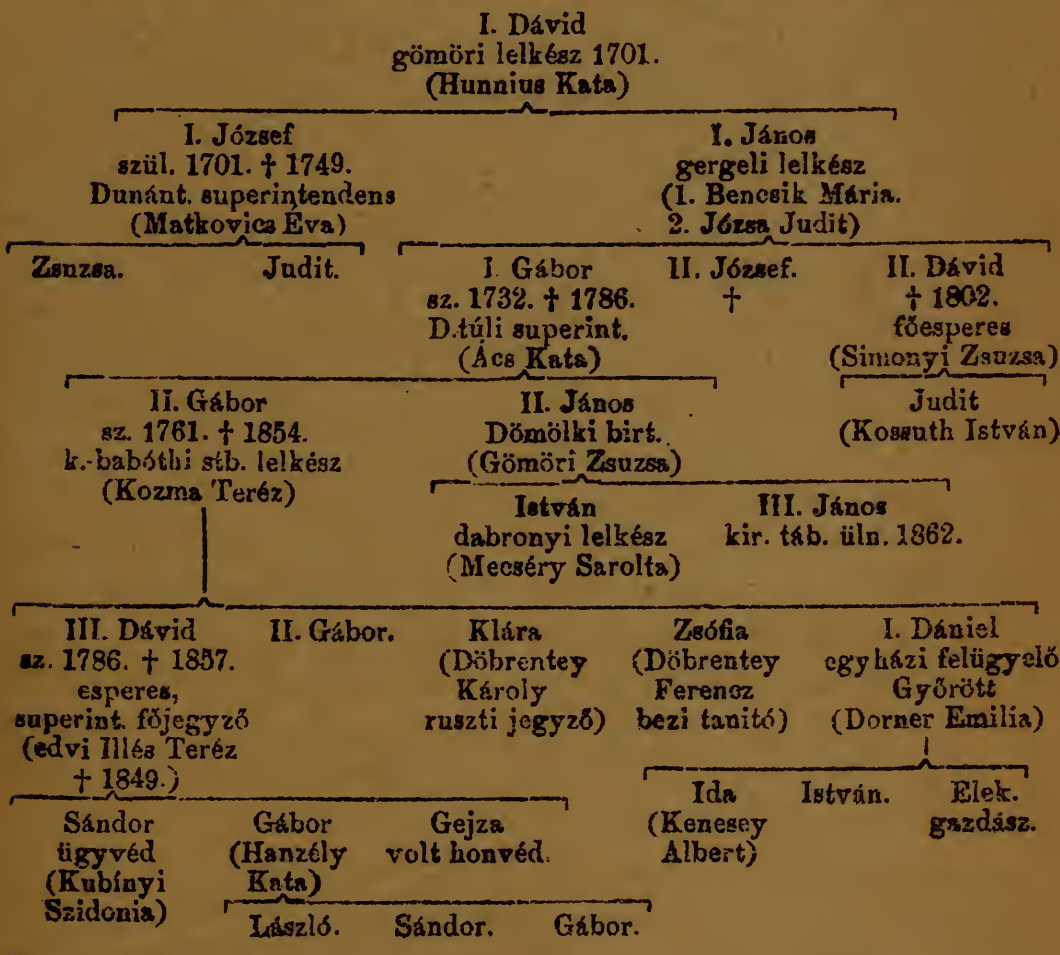 I. Dávid
gömöri lelkész 1701.
(Hunnius Kata)
I. József
szül. 1701. † 1749.
Dunánt. superintendens
(Matkovics Éva)
I. János
gergeli lelkész
(1. Bencsik Mária.
2. Józsa Judit)
Zsuzsa.
Judit.
I. Gábor
sz. 1732. † 1786.
D.túli superint.
(Ács Kata)
II. József.
†
II. Dávid
† 1802.
főesperes
(Simonyi Zsuzsa)
II. Gábor
sz. 1761. † 1854.
k.-babóthi stb. lelkész
(Kozma Teréz)
II. János
Dömölki birt.
(Gömöri Zsuzsa)
Judit
(Kossuth István)
István
dabronyi lelkész
(Mecséry Sarolta)
III. János
kir. táb. üln. 1862.
III. Dávid
sz. 1786. † 1857.
esperes,
superint. főjegyző
(edvi Illés Teréz
† 1849.)
II. Gábor.
Klára
(Döbrentey
Károly
ruszti jegyző)
Zsófia
(Döbrentey
Ferencz
bezi tanitó)
I. Dániel
egyházi felügyelő
Győrött
(Dorner Emilia)
Ida
(Kenesey
Albert)
István.
Elek.
gazdász.
Sándor
ügyvéd
(Kubínyi
Szidonia)
Gábor
(Hanzély
Kata)
Gejza
volt honvéd.
László.
Sándor.
Gábor.